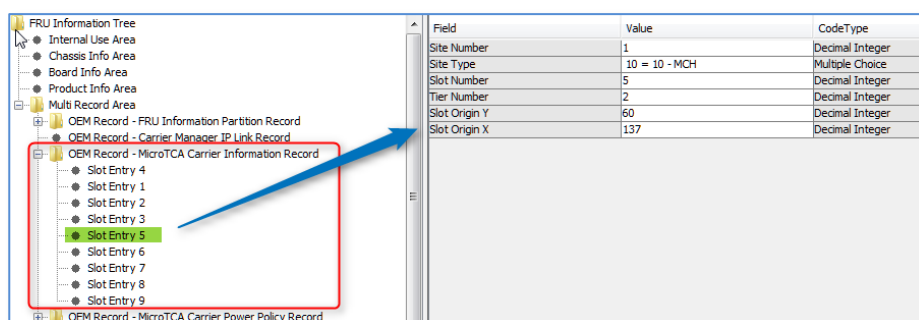 FRU Information Tree
Internal Use Area
Chassis Info Area
Board Info Area
Product Info Area
Multi Record Area
OEM Record - FRU Information Partition Record
OEM Record - Carrier Manager IP Link Record
OEM Record - MicroTCA Carrier Information Record
Slot Entry 4
Slot Entry 1
Slot Entry 2
Slot Entry 3
Slot Entry 5
Slot Entry 6
Slot Entry 7
Slot Entry 8
Slot Entry 9
OEM Record - MicroTCA Carrier Power Policy Record
Field Value CodeType
Site Number 1 Decimal Integer
Site Type 10 = 10 - MCH Multiple Choice
Slot Number 5 Decimal Integer
Tier Number 2 Decimal Integer
Slot Origin Y 60 Decimal Integer
Slot Origin X 137 Decimal Integer